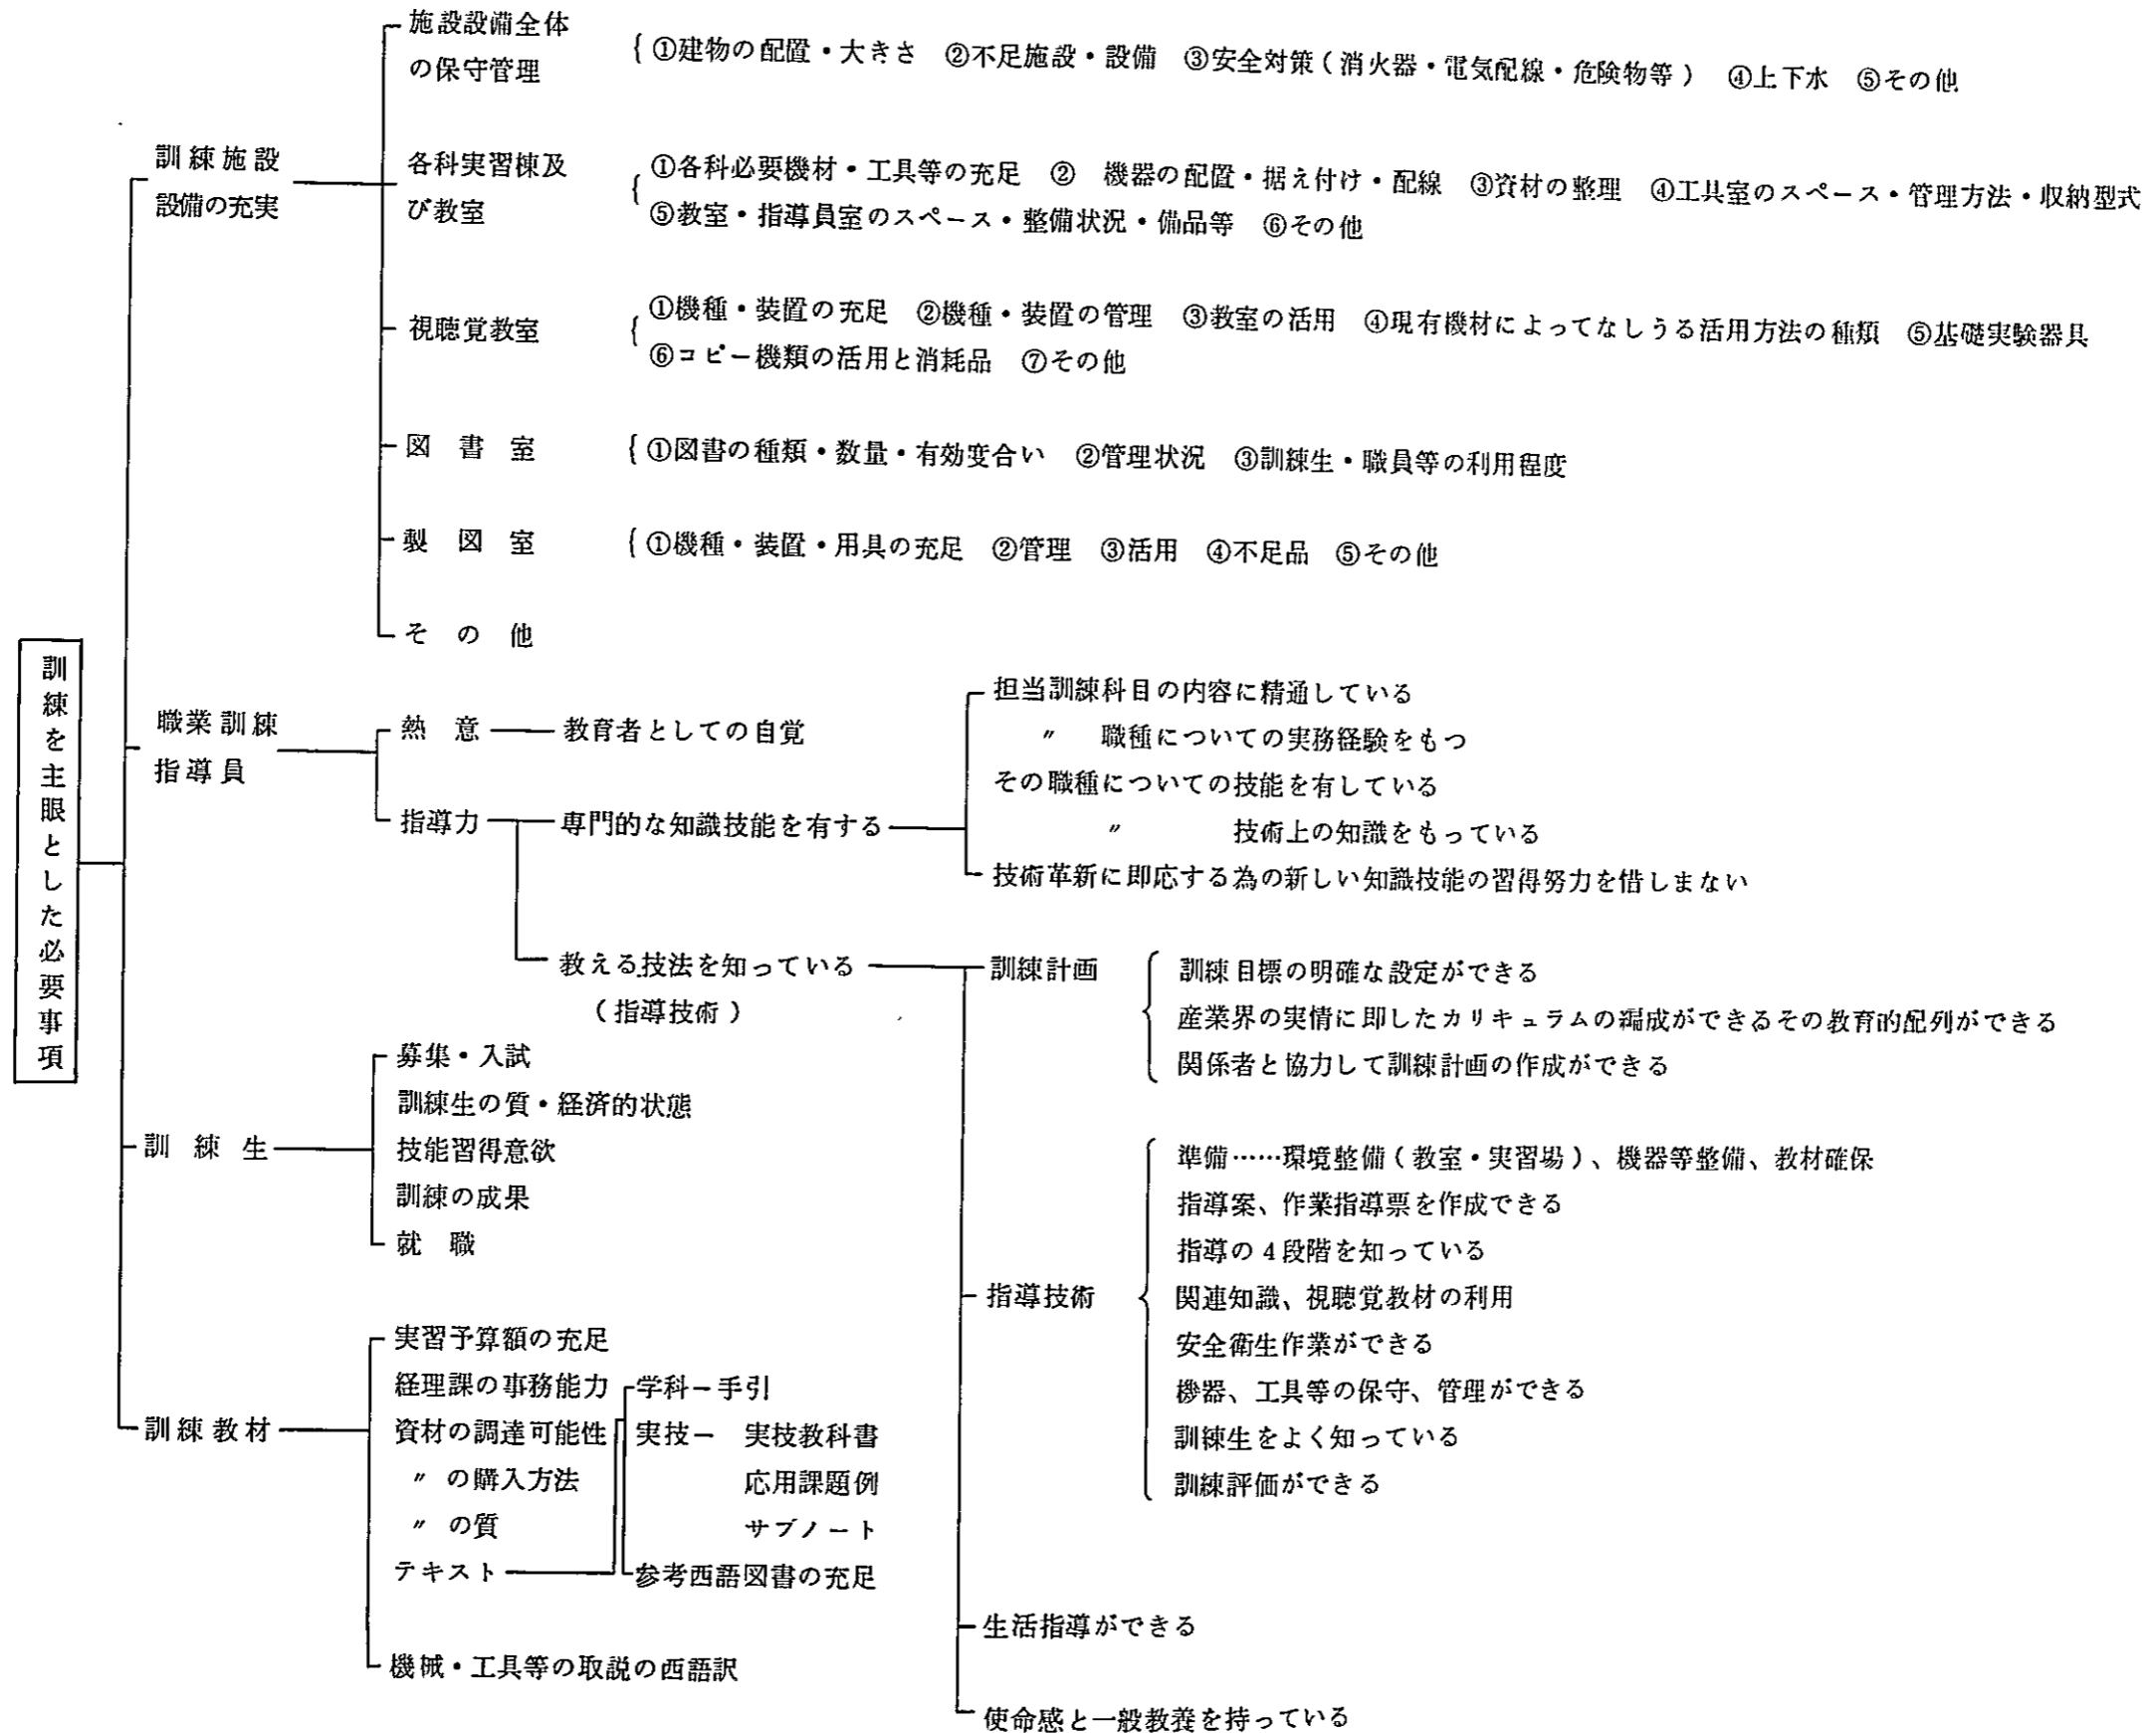 訓練を主眼とした必要事項
訓練施設
設備の充実
施設設備全体
の保守管理
①建物の配置・大きさ ②不足施設・設備 ③安全対策(消火器・電気配線・危険物等) ④上下水 ⑤その他
各科実習棟及
び教室
①各科必要機材・工具等の充足 ② 機器の配置・据え付け・配線 ③資材の整理 ④工具室のスペース・管理方法・収納型式
⑤教室・指導員室のスペース・整備状況・備品等 ⑥その他
視聴覚教室
①機種・装置の充足 ②機種・装置の管理 ③教室の活用 ④現有機材によってなしうる活用方法の種類 ⑤基礎実験器具
⑥コピー機類の活用と消耗品 ⑦その他
図書室
①図書の種類・数量・有効変合い ②管理状況 ③訓練生・職員等の利用程度
製図室
①機種・装置・用具の充足 ②管理 ③活用 ④不足品 ⑤その他
その他
職業訓練
指導員
熱意
教育者としての自覚
指導力
専門的な知識技能を有する
担当訓練科目の内容に精通している
〃 職種についての実務経験をもつ
その職種についての技能を有している
〃 技術上の知識をもっている
技術革新に即応する為の新しい知識技能の習得努力を借しまない
教える技法を知っている
(指導技術)
訓練計画
訓練目標の明確な設定ができる
産業界の実情に即したカリキュラムの編成ができるその教育的配列ができる
関係者と協力して訓練計画の作成ができる
指導技術
準備……環境整備(教室・実習場)、機器等整備、教材確保
指導案、作業指導票を作成できる
指導の4段階を知っている
関連知識、視聴覚教材の利用
安全衛生作業ができる
機器、工具等の保守、管理ができる
訓練生をよく知っている
訓練評価ができる
生活指導ができる
使命感と一般教養を持っている
訓練生
募集・入試
訓練生の質・経済的状態
技能習得意欲
訓練の成果
就職
訓練教材
実習予算額の充足
経理課の事務能力
資材の調達可能性
〃 の購入方法
〃 の質
テキスト
学科ー手引
実技ー 実技教科書
応用課題例
サブノート
参考西語図書の充足
機械・工具等の取説の西語訳